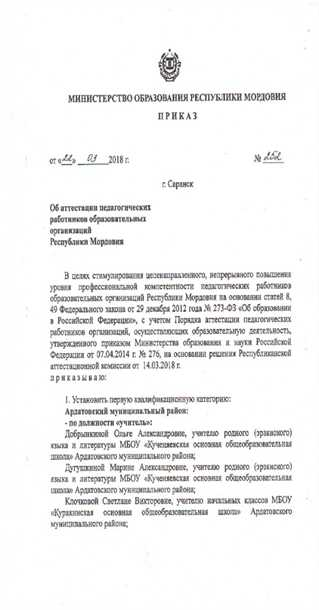 МИНИСТЕРСТВО ОБРАЗОВАНИЯ РЕСПУБЛИКИ МОРДОВИЯ
ПРИКАЗ
от «22» 03 2018 г.
№ 252
г. Саранск
Об аттестации педагогических
работников образовательных
организаций
Республики Мордовия
В целях стимулирования целенаправленного, непрерывного повышения
уровня профессиональной компетентности педагогических работников
образовательных организаций Республики Мордовия на основании статей 8,
49 Федерального закона от 29 декабря 2012 года № 273-ФЗ «Об образовании
в Российской Федерации», с учетом Порядка аттестации педагогических
работников организаций, осуществляющих образовательную деятельность,
утвержденного приказом Министерства образования и науки Российской
Федерации от 07.04.2014 г. № 276, на основании решения Республиканской
аттестационной комиссии от 14.03.2018 г.
приказываю:
1. Установить первую квалификационную категорию:
Ардатовский муниципальный район:
- по должности «учитель»:
Добрынкиной Ольге Александровне, учителю родного (эрзянского)
языка и литературы МБОУ «Кученяевская основная общеобразовательная
школа» Ардатовского муниципального района;
Дугушкиной Марине Александровне, учителю родного (эрзянского)
языка и литературы МБОУ «Кученяевская основная общеобразовательная
школа» Ардатовского муниципального района;
Клочковой Светлане Викторовне, учителю начальных классов МБОУ
«Куракинская основная общеобразовательная школа» Ардатовского
муниципального района;